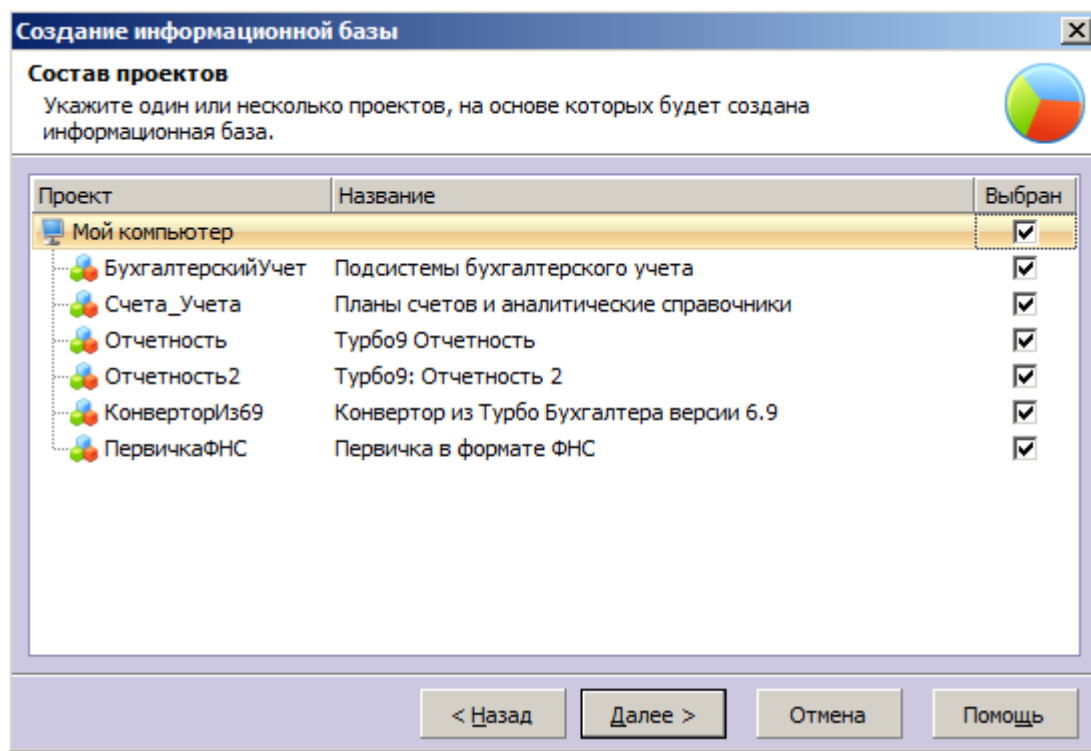 Создание информационной базы
Состав проектов
Укажите один или несколько проектов, на основе которых будет создана
информационная база.
Проект Название Выбран
Мой компьютер
БухгалтерскийУчет Подсистемы бухгалтерского учета
Счета_Учета Планы счетов и аналитические справочники
Отчетность Турбо9 Отчетность
Отчетность2 Турбо9: Отчетность 2
КонверторИз69 Конвертор из Турбо Бухгалтера версии 6.9
ПервичкаФНС Первичка в формате ФНС
< Назад Далее > Отмена Помощь